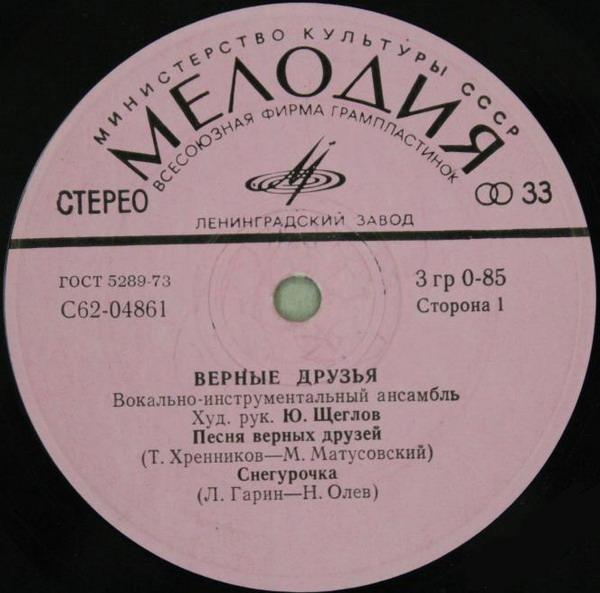 МИНИСТЕРСТВО КУЛЬТУРЫ СССР
МЕЛОДИЯ
ВСЕСОЮЗНАЯ ФИРМА ГРАМПЛАСТИНОК
СТЕРЕО
33
ЛЕНИНГРАДСКИЙ ЗАВОД
ГОСТ 5289-73
3 гр 0-85
С62-04861
Сторона 1
ВЕРНЫЕ ДРУЗЬЯ
Вокально-инструментальный ансамбль
Худ. рук. Ю. Щеглов
Песня верных друзей
(Т. Хренников—М. Матусовский)
Снегурочка
(Л. Гарин—Н. Олев)